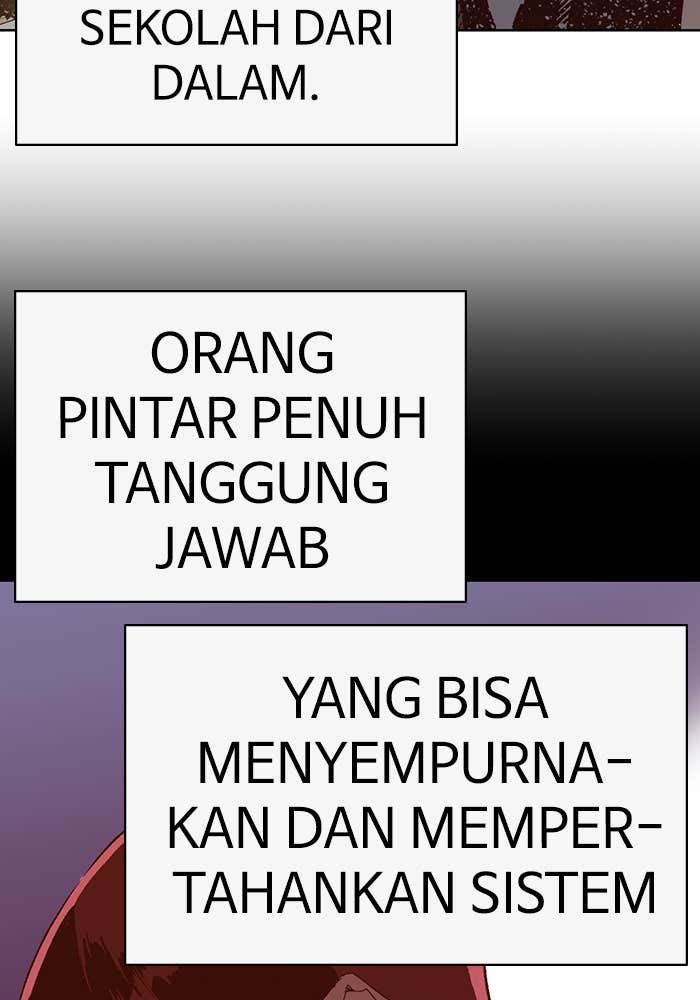 SEKOLAH DARI
DALAM.
ORANG
PINTAR PENUH
TANGGUNG
JAWAB
YANG BISA
MENYEMPURNA-
KAN DAN MEMPER-
TAHANKAN SISTEM